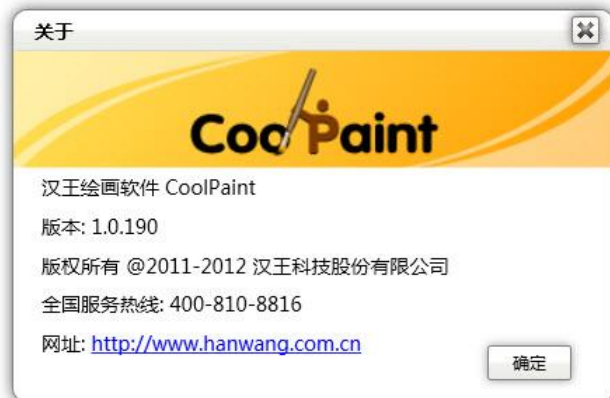 关于
CoolPaint
汉王绘画软件 CoolPaint
版本: 1.0.190
版权所有 @2011-2012 汉王科技股份有限公司
全国服务热线: 400-810-8816
网址: http://www.hanwang.com.cn
确定